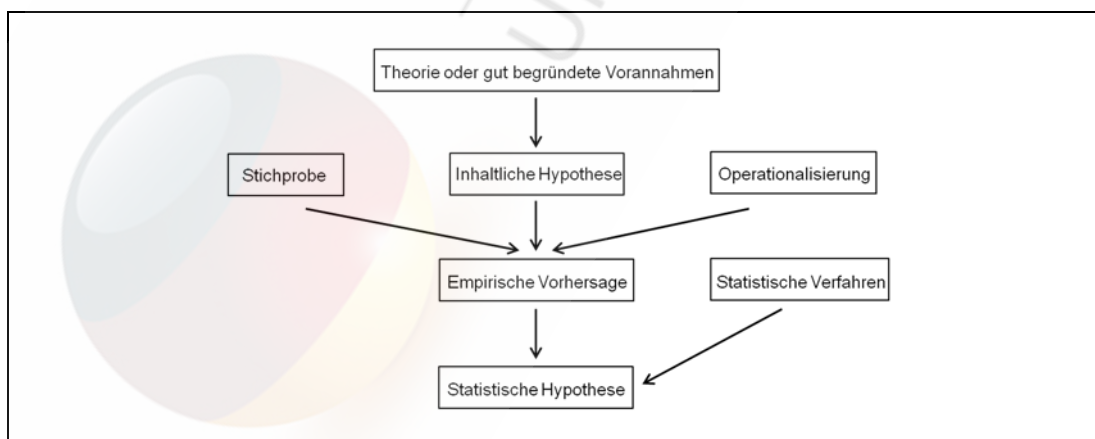 Theorie oder gut begründete Vorannahmen
Stichprobe
Inhaltliche Hypothese
Operationalisierung
Empirische Vorhersage
Statistische Verfahren
Statistische Hypothese